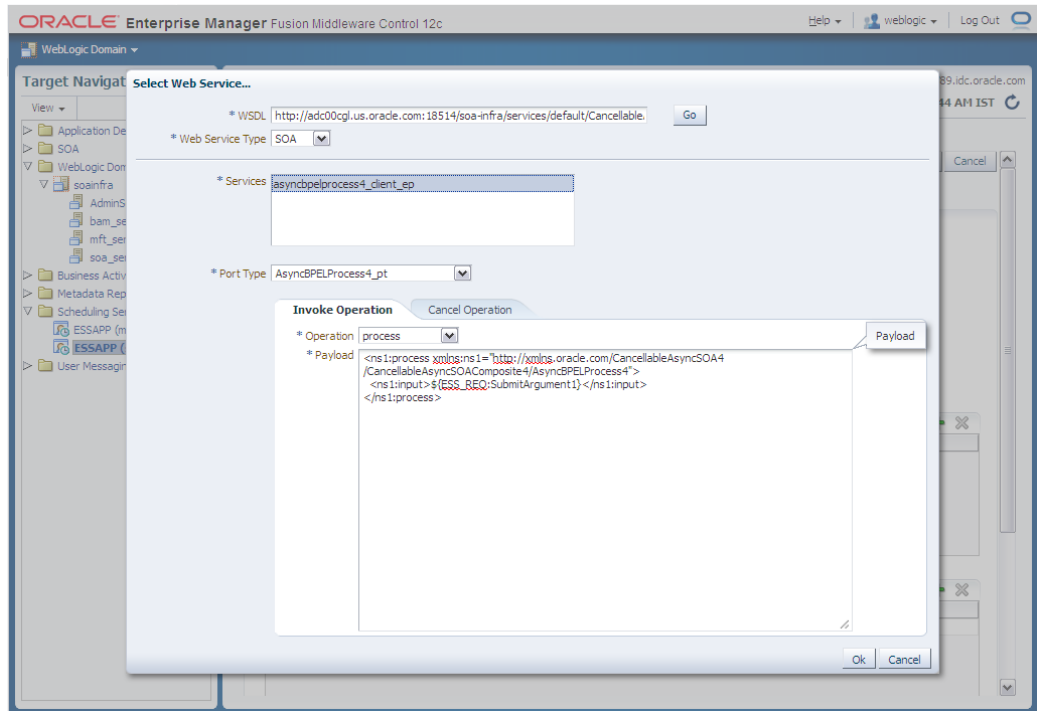 ORACLE Enterprise Manager Fusion Middleware Control 12c
Help weblogic Log Out
WebLogic Domain
Target Navigat
89.idc.oracle.com
View
44 AM IST
Application De
SOA
WebLogic Dom
Cancel
soainfra
AdminS
bam_se
mft_ser
soa_ser
Business Activ
Metadata Rep
Scheduling Ser
ESSAPP (m
ESSAPP (
User Messagin
Select Web Service...
* WSDL http://adc00cgl.us.oracle.com:18514/soa-infra/services/default/Cancellable. Go
* Web Service Type SOA
* Services asyncbpelprocess4_client_ep
* Port Type AsyncBPELProcess4_pt
Invoke Operation Cancel Operation
* Operation process
Payload
* Payload <ns1:process xmlns:ns1="http://xmlns.oracle.com/CancellableAsyncSOA4
/CancellableAsyncSOAComposite4/AsyncBPELProcess4">
<ns1:input>${ESS_REQ:SubmitArgument1}</ns1:input>
</ns1:process>
Ok Cancel